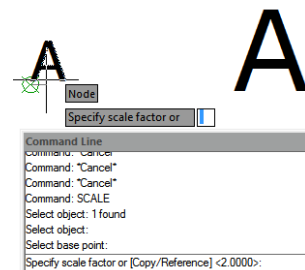 A A
Node
Specify scale factor or
Command Line
Command: *Cancel*
Command: *Cancel*
Command: *Cancel*
Command: SCALE
Select object: 1 found
Select object:
Select base point:
Specify scale factor or [Copy/Reference] <2.0000>: